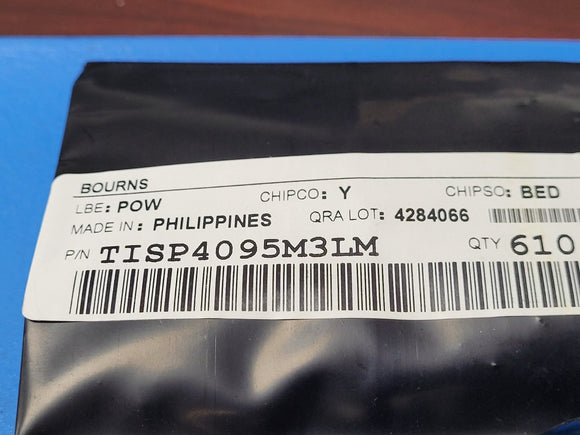 BOURNS
LBE: POW CHIPCO: Y CHIPSO: BED
MADE IN: PHILIPPINES QRA LOT: 4284066
P/N TISP4095M3LM QTY 610